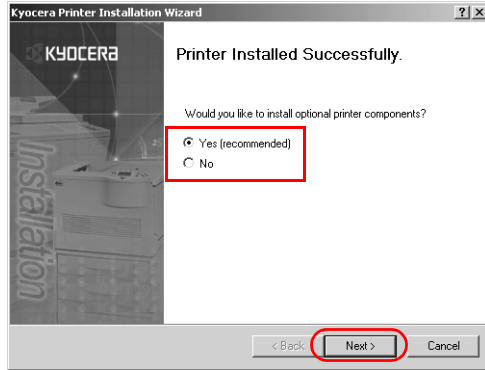 Kyocera Printer Installation Wizard
? X
KYOCERA
Printer Installed Successfully.
Would you like to install optional printer components?
Yes (recommended)
No
Installation
< Back
Next >
Cancel